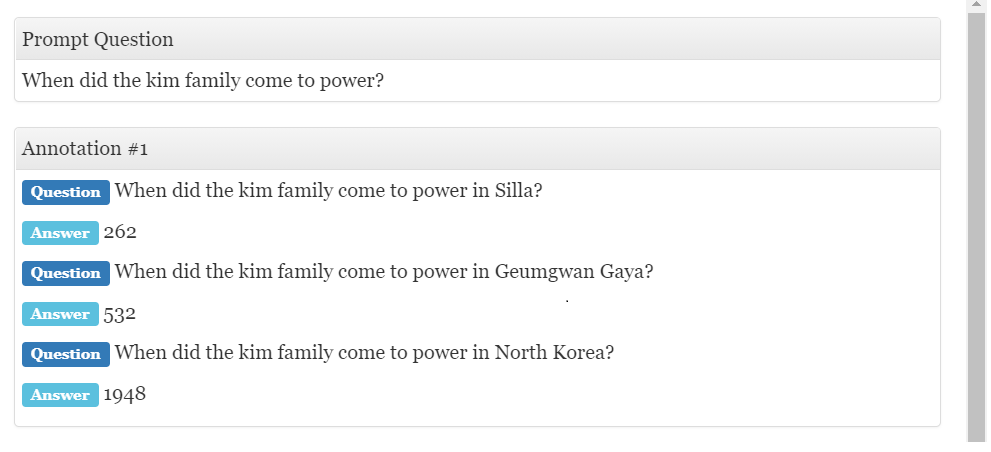 Prompt Question
When did the kim family come to power?
Annotation #1
Question When did the kim family come to power in Silla?
Answer 262
Question When did the kim family come to power in Geumgwan Gaya?
Answer 532
Question When did the kim family come to power in North Korea?
Answer 1948